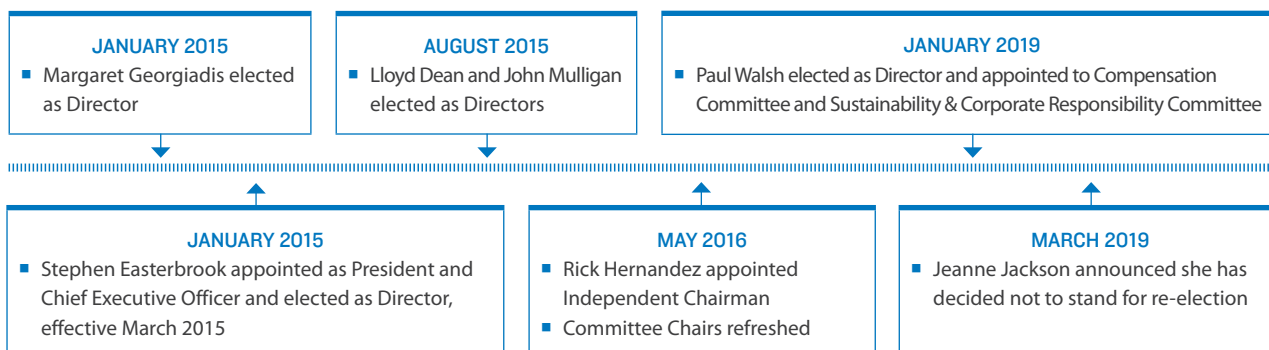 JANUARY 2015
▪ Margaret Georgiadis elected
as Director
AUGUST 2015
▪ Lloyd Dean and John Mulligan
elected as Directors
JANUARY 2019
▪ Paul Walsh elected as Director and appointed to Compensation
Committee and Sustainability & Corporate Responsibility Committee
JANUARY 2015
▪ Stephen Easterbrook appointed as President and
Chief Executive Officer and elected as Director,
effective March 2015
MAY 2016
▪ Rick Hernandez appointed
Independent Chairman
▪ Committee Chairs refreshed
MARCH 2019
▪ Jeanne Jackson announced she has
decided not to stand for re-election